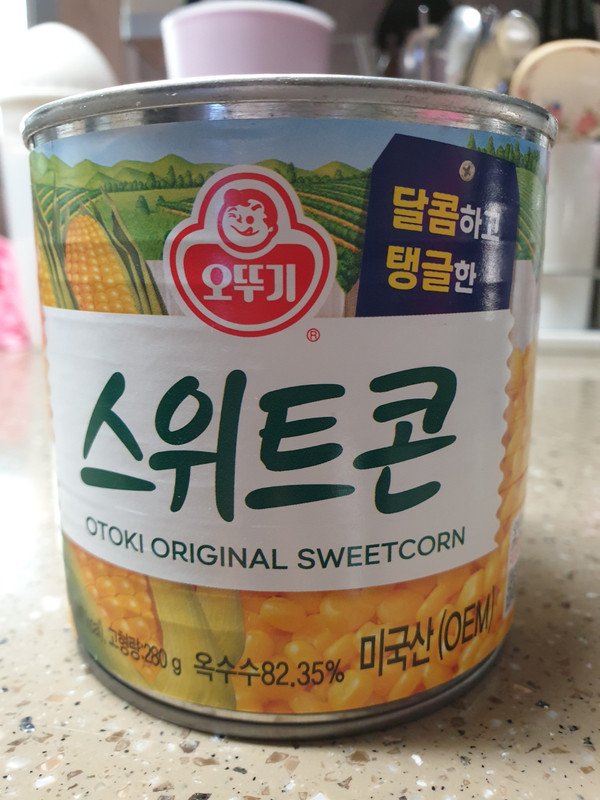 오뚜기
®
달콤하고
탱글한
스위트콘
OTOKI ORIGINAL SWEETCORN
고형량:280 g 옥수수82.35% 미국산(OEM)